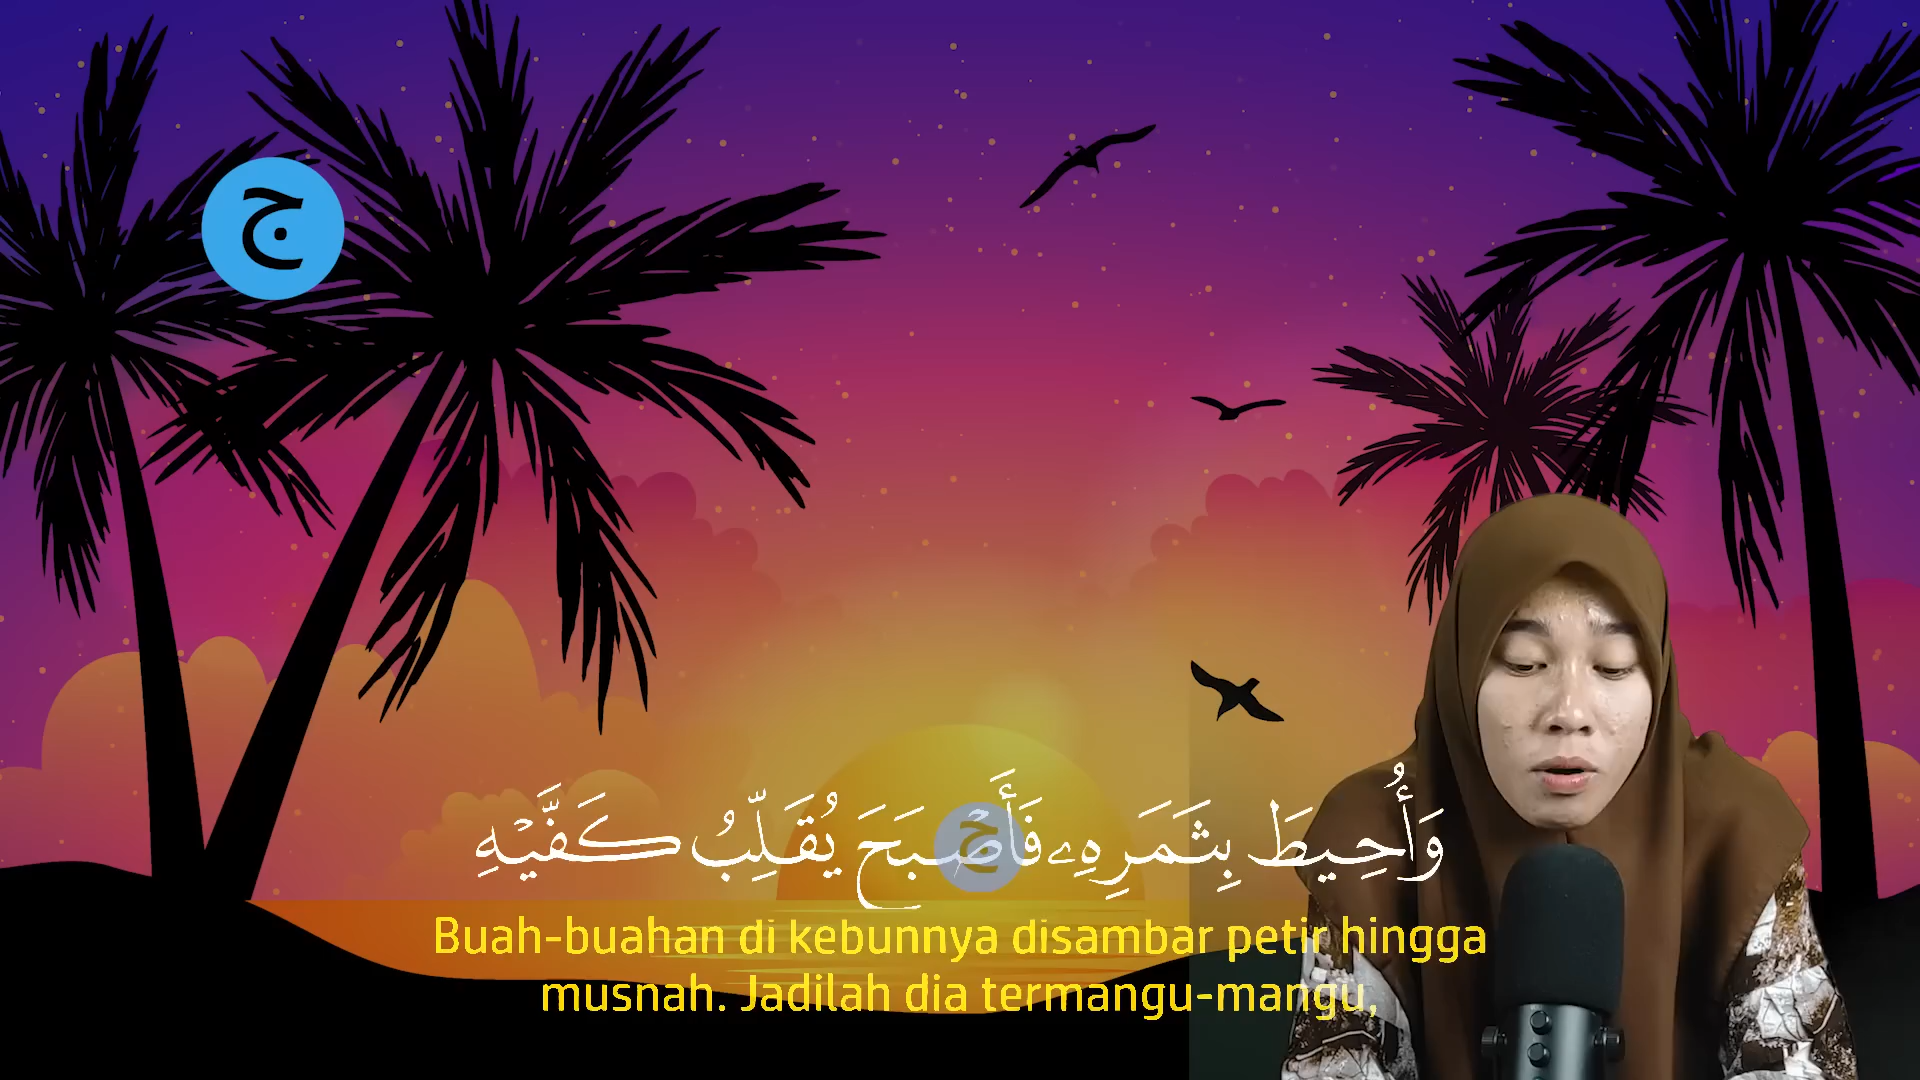 ج
وَأُحِيطَ بِثَمَرِهِۦ فَأَصْبَحَ يُقَلِّبُ كَفَّيْهِ
ج
Buah-buahan di kebunnya disambar petir hingga
musnah. Jadilah dia termangu-mangu,